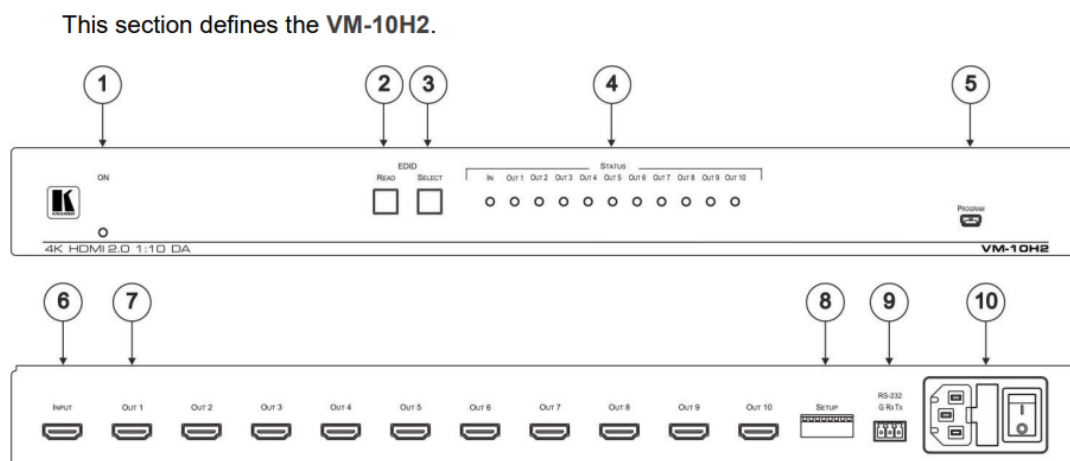 This section defines the VM-10H2.
1 2 3 4 5
EDID STATUS
ON READ SELECT IN OUT 1 OUT 2 OUT 3 OUT 4 OUT 5 OUT 6 OUT 7 OUT 8 OUT 9 OUT 10
K
KRAMER
PROGRAM
4K HDMI 2.0 1:10 DA VM-10H2
6 7 8 9 10
RS-232
INPUT OUT 1 OUT 2 OUT 3 OUT 4 OUT 5 OUT 6 OUT 7 OUT 8 OUT 9 OUT 10 SETUP G Rx Tx